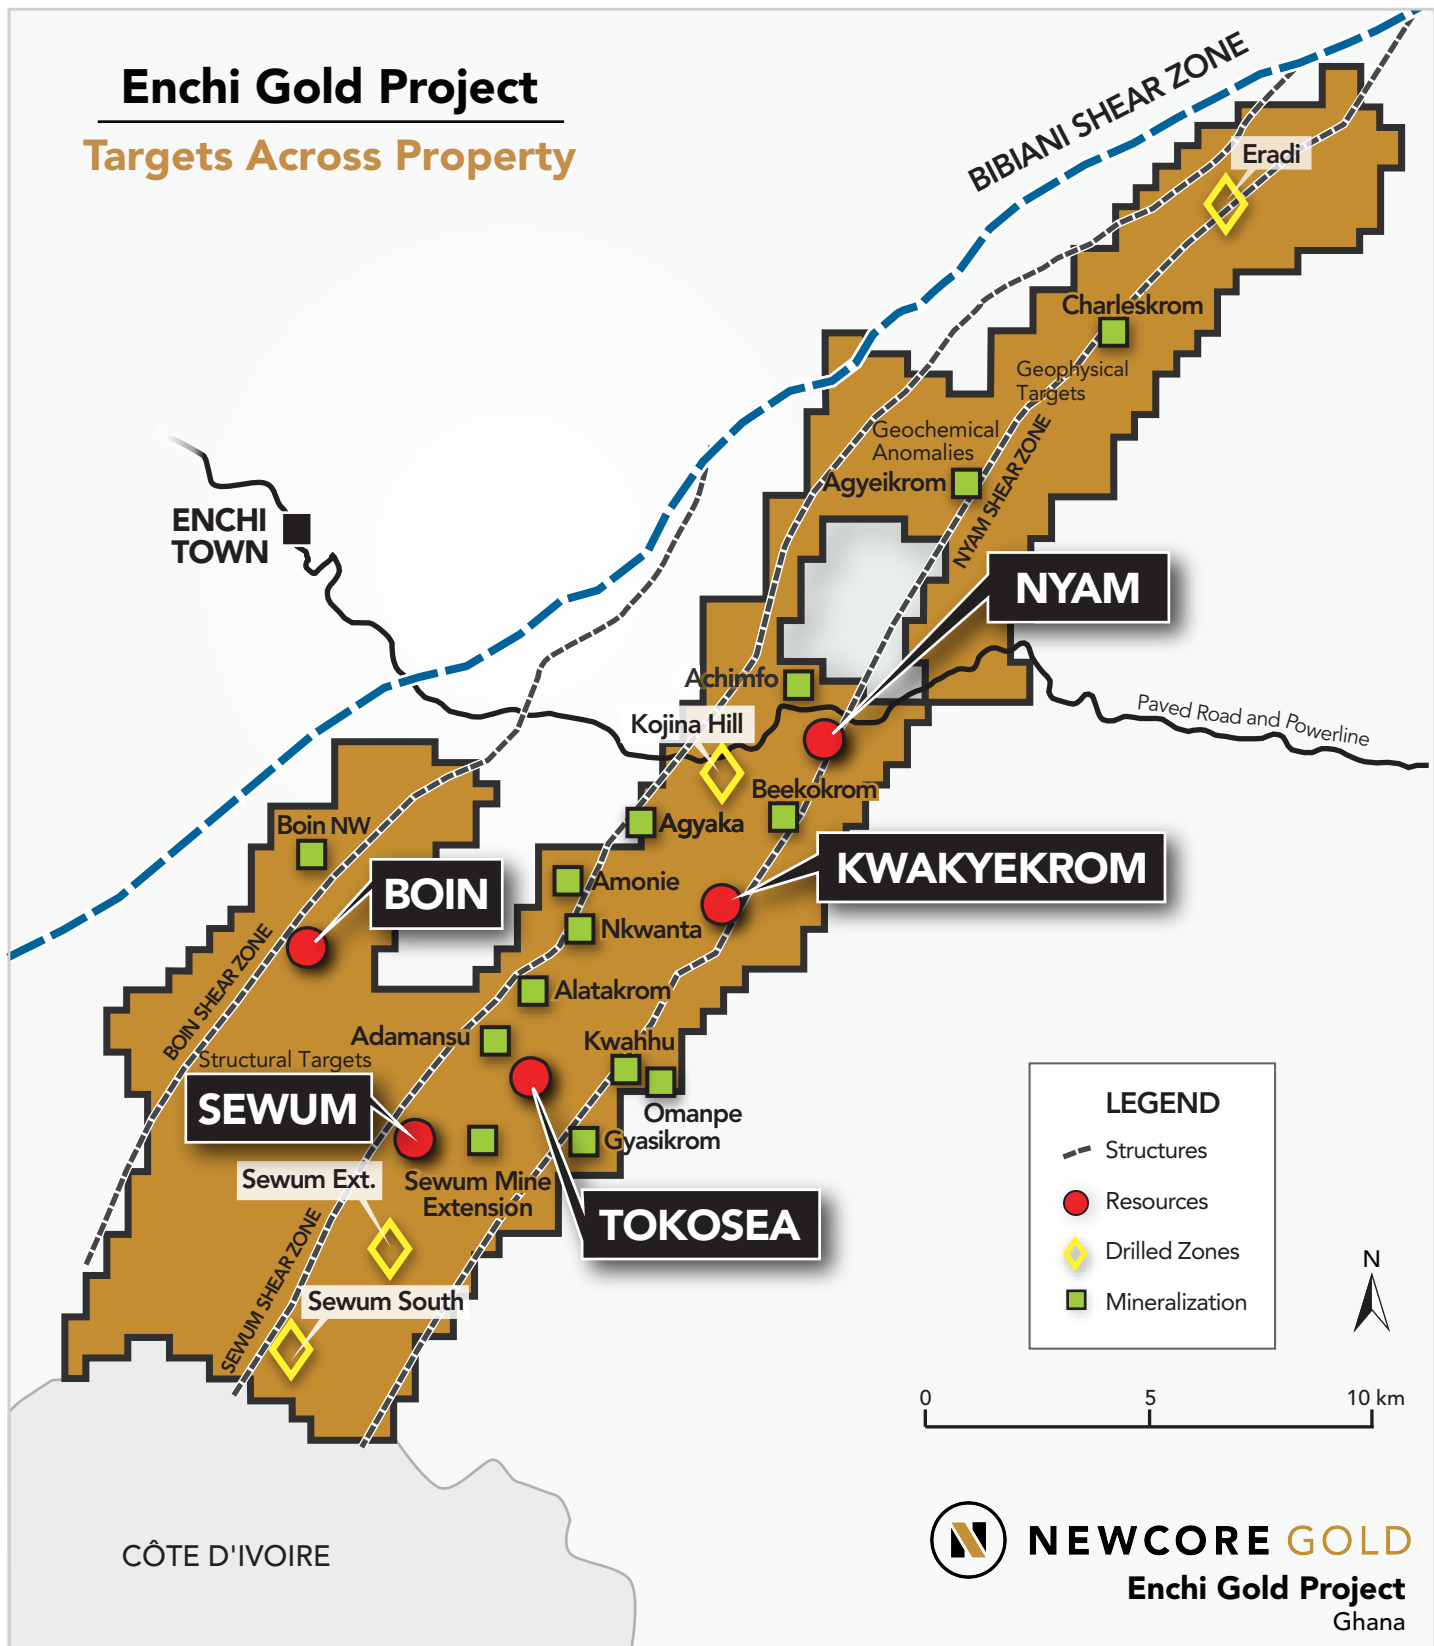 Enchi Gold Project
Targets Across Property
BIBIANI SHEAR ZONE
Eradi
Charleskrom
Geophysical
Targets
Geochemical
Anomalies
Agyeikrom
NYAM SHEAR ZONE
ENCHI
TOWN
NYAM
Achimfo
Kojina Hill
Paved Road and Powerline
Beekokrom
Boin NW
Agyaka
BOIN
KWAKYEKROM
Amonie
Nkwanta
BOIN SHEAR ZONE
Alatakrom
Adamansu
Kwahhu
Structural Targets
SEWUM
Omanpe
Gyasikrom
Sewum Ext.
Sewum Mine
Extension
TOKOSEA
SEWUM SHEAR ZONE
Sewum South
LEGEND
Structures
Resources
Drilled Zones
Mineralization
N
0 5 10 km
CÔTE D'IVOIRE
NEWCORE GOLD
Enchi Gold Project
Ghana